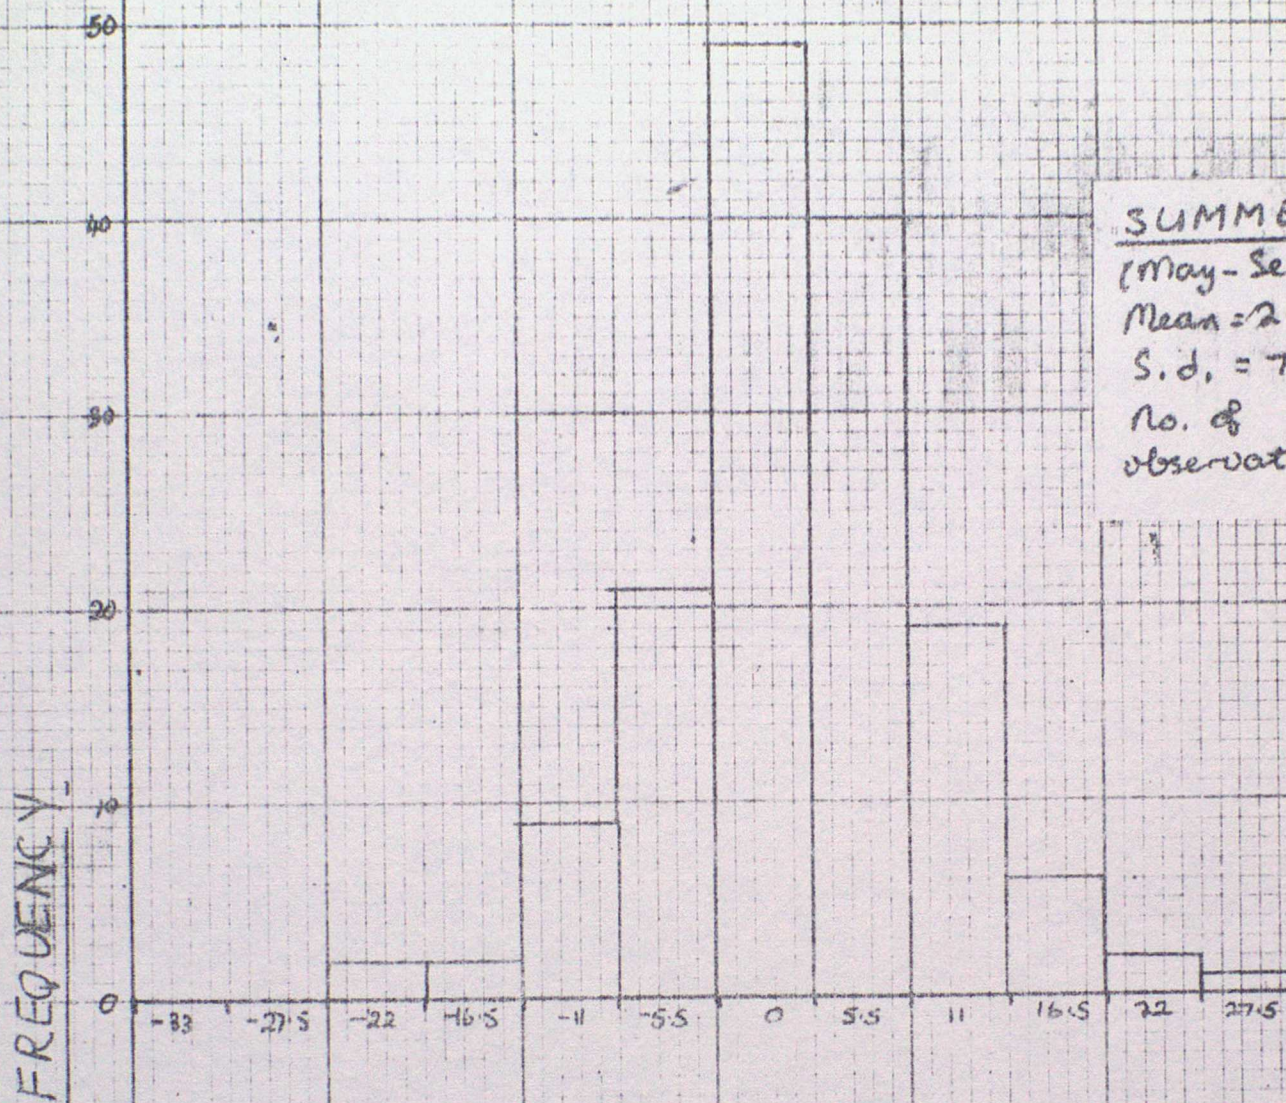 50
40
30
20
10
0
FREQUENCY
-33 -27.5 -22 -16.5 -11 -5.5 0 5.5 11 16.5 22 27.5
SUMME
(May-Se
Mean = 2
S.d. = 7
No. of
observat